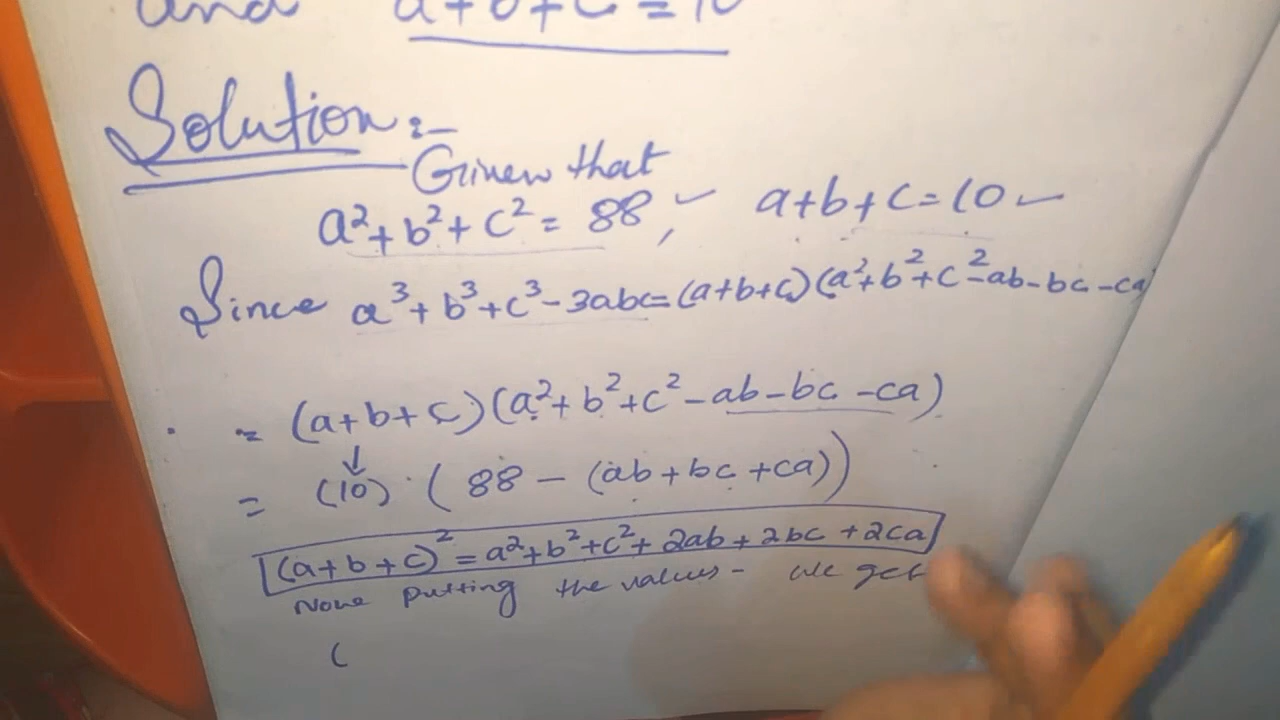 and a+b+c=10
Solution:-
Given that
a²+b²+c²= 88, a+b+c=10
Since a³+b³+c³-3abc=(a+b+c)(a²+b²+c²-ab-bc-ca)
= (a+b+c)(a²+b²+c²-ab-bc-ca)
= (10) · (88 - (ab+bc+ca))
(a+b+c)²=a²+b²+c²+2ab+2bc+2ca
Now putting the values- we get
(